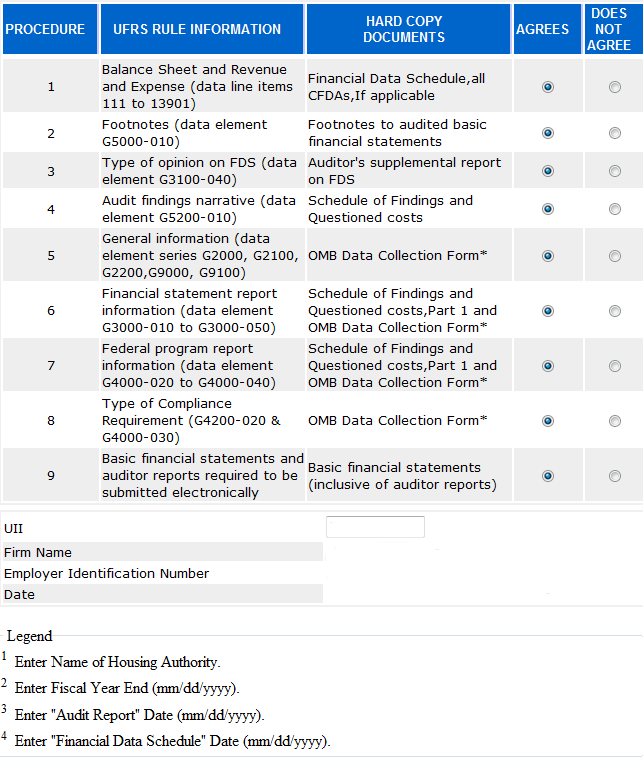 PROCEDURE UFRS RULE INFORMATION HARD COPY DOCUMENTS AGREES DOES NOT AGREE
1 Balance Sheet and Revenue and Expense (data line items 111 to 13901) Financial Data Schedule,all CFDAs,If applicable
2 Footnotes (data element G5000-010) Footnotes to audited basic financial statements
3 Type of opinion on FDS (data element G3100-040) Auditor's supplemental report on FDS
4 Audit findings narrative (data element G5200-010) Schedule of Findings and Questioned costs
5 General information (data element series G2000, G2100, G2200,G9000, G9100) OMB Data Collection Form*
6 Financial statement report information (data element G3000-010 to G3000-050) Schedule of Findings and Questioned costs,Part 1 and OMB Data Collection Form*
7 Federal program report information (data element G4000-020 to G4000-040) Schedule of Findings and Questioned costs,Part 1 and OMB Data Collection Form*
8 Type of Compliance Requirement (G4200-020 & G4000-030) OMB Data Collection Form*
9 Basic financial statements and auditor reports required to be submitted electronically Basic financial statements (inclusive of auditor reports)
UII
Firm Name
Employer Identification Number
Date
Legend
1 Enter Name of Housing Authority.
2 Enter Fiscal Year End (mm/dd/yyyy).
3 Enter "Audit Report" Date (mm/dd/yyyy).
4 Enter "Financial Data Schedule" Date (mm/dd/yyyy).